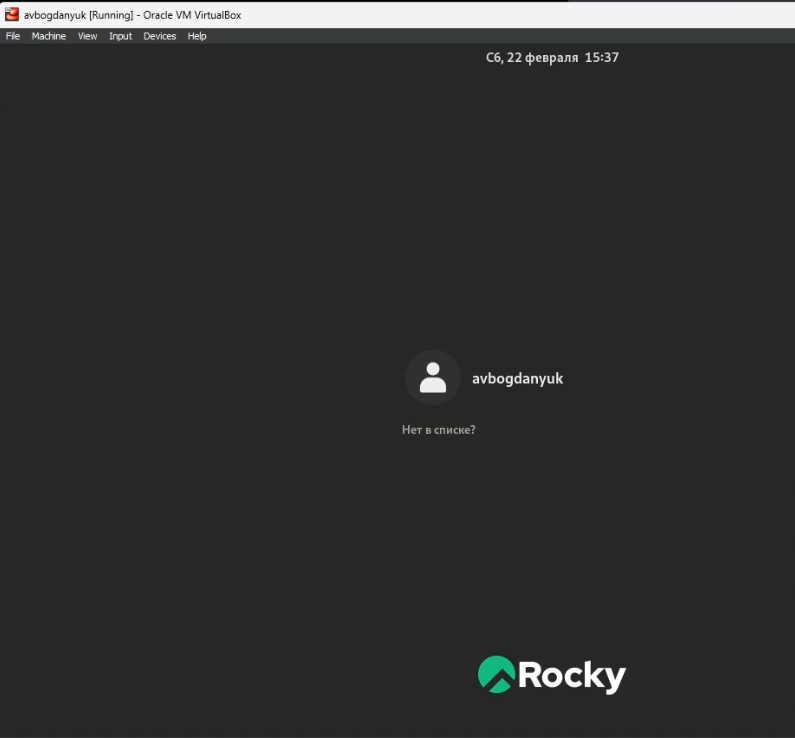 avbogdanyuk [Running] - Oracle VM VirtualBox
File Machine View Input Devices Help
Сб, 22 февраля 15:37
avbogdanyuk
Нет в списке?
Rocky